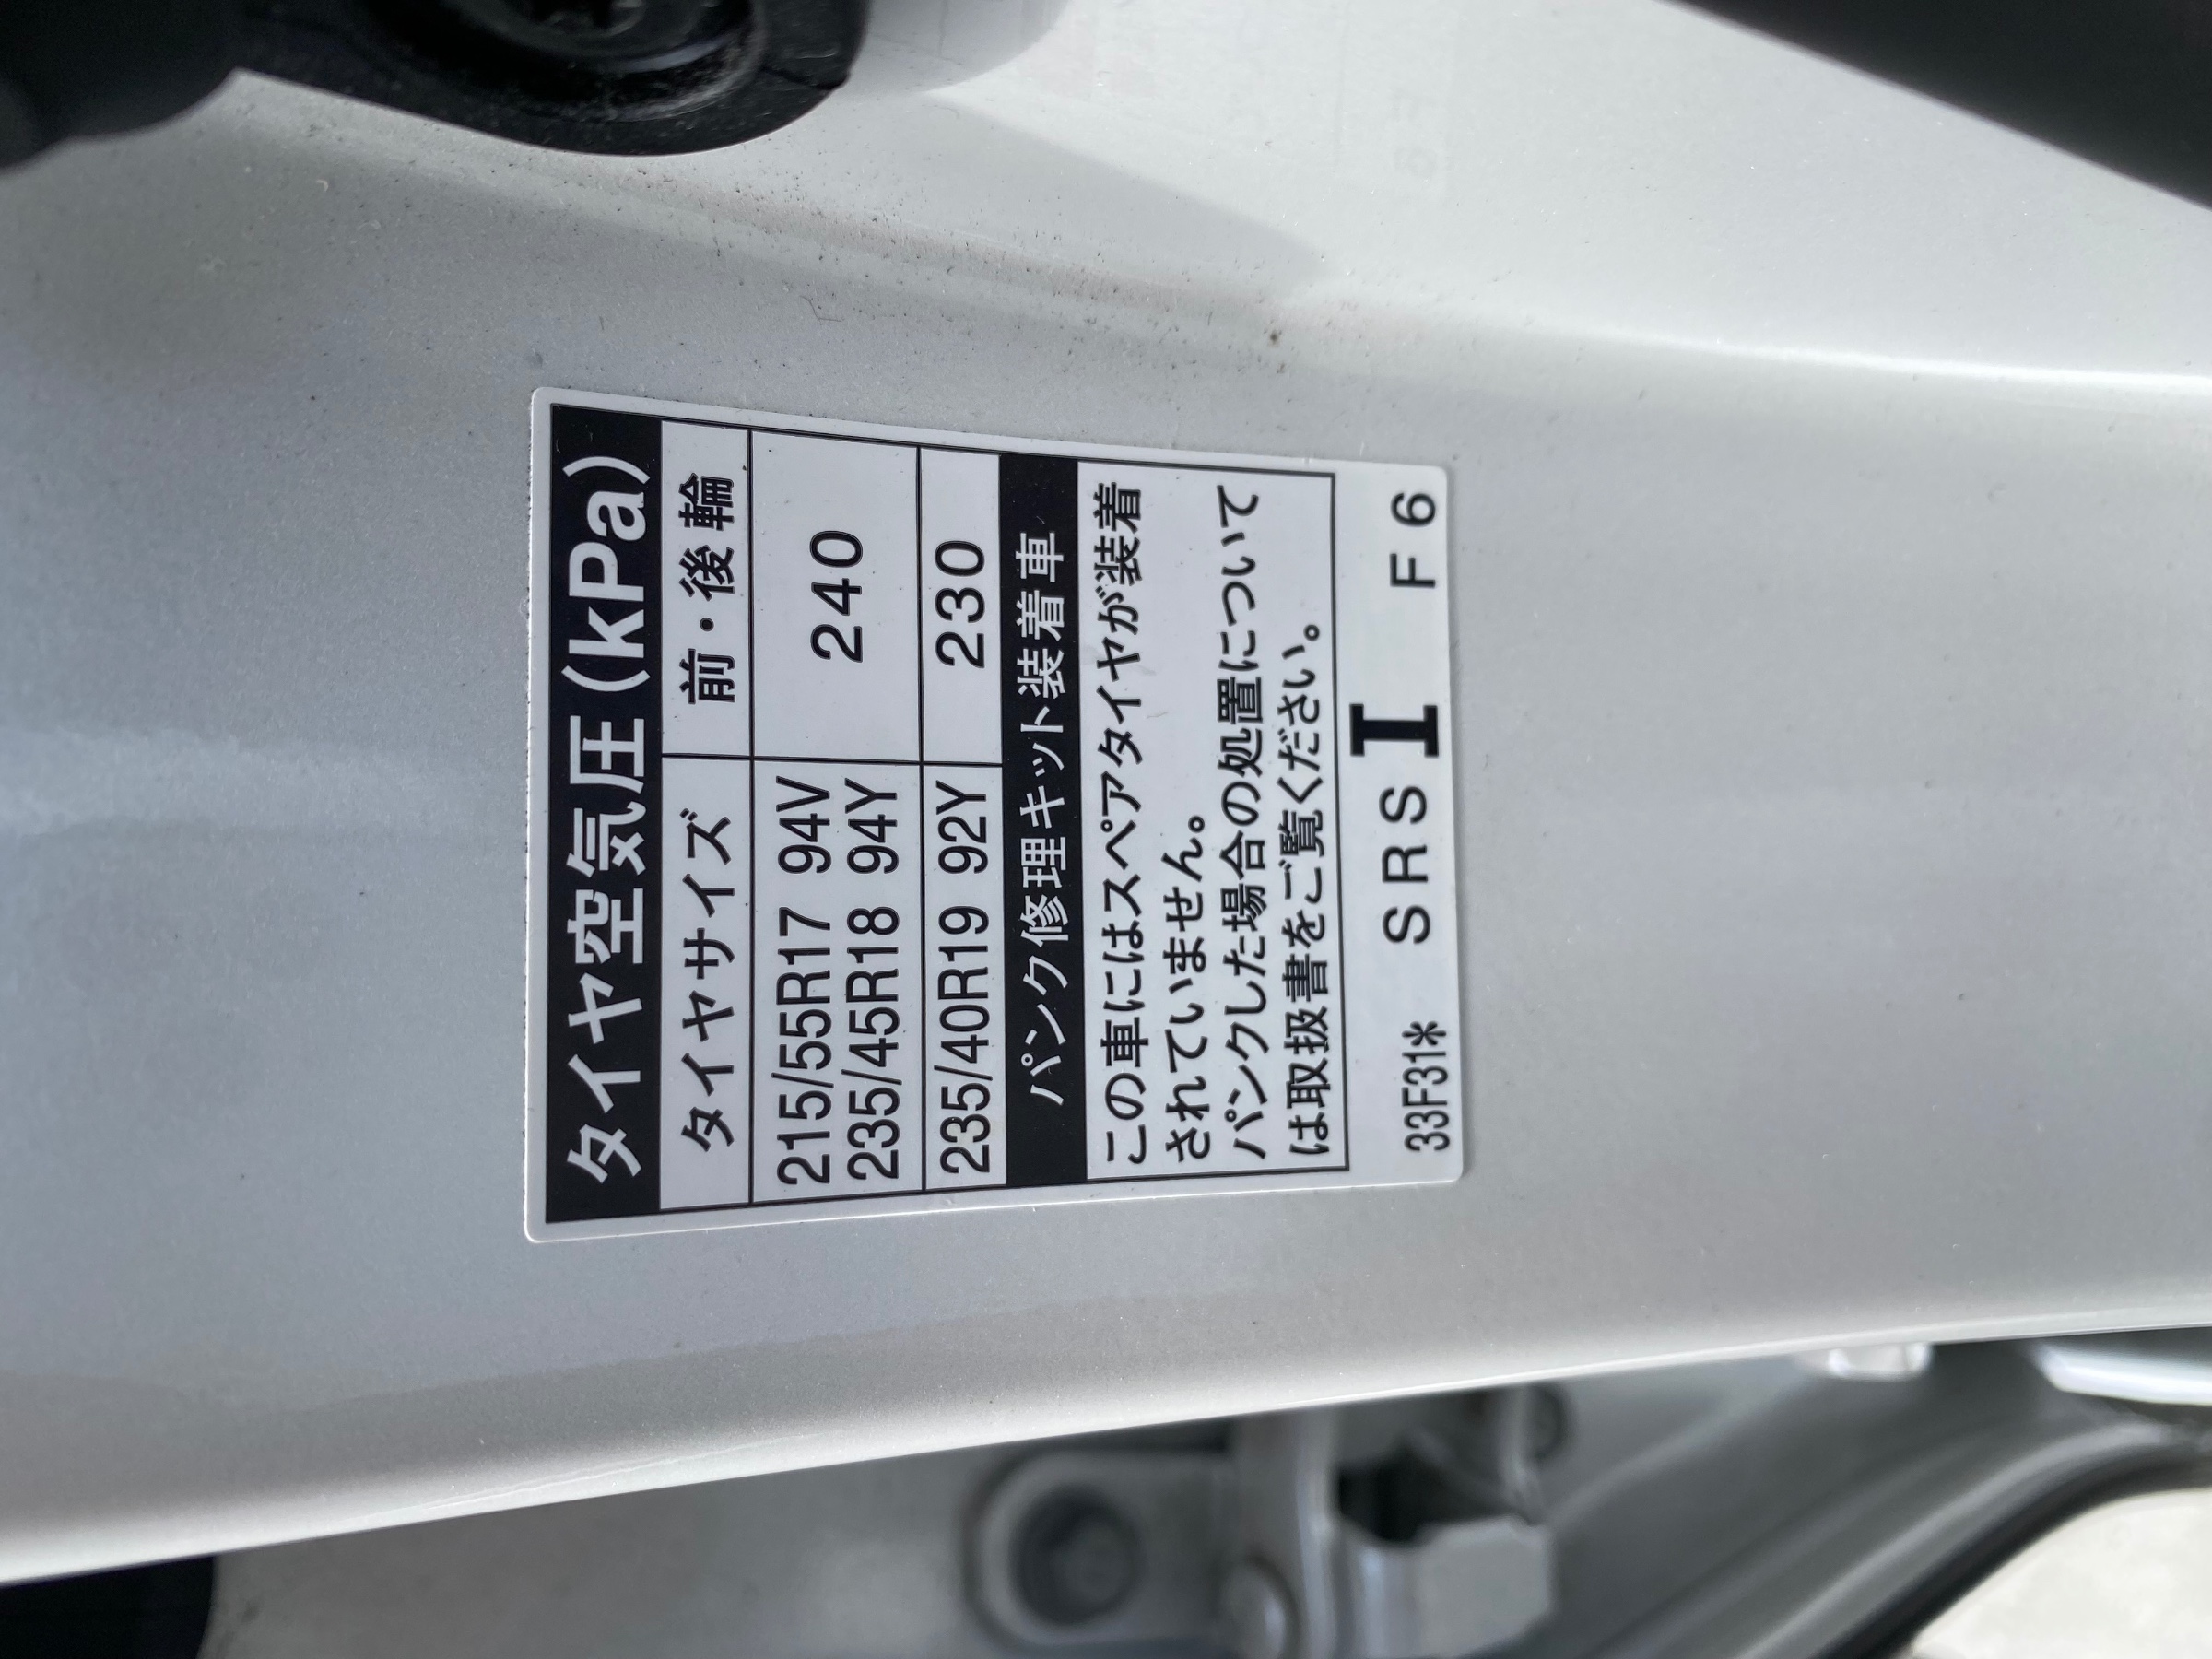 タイヤ空気圧(kPa)
タイヤサイズ 前・後輪
215/55R17 94V 240
235/45R18 94Y
235/40R19 92Y 230
パンク修理キット装着車
この車にはスペアタイヤが装着
されていません。
パンクした場合の処置について
は取扱書をご覧ください。
33F31* SRS I F6